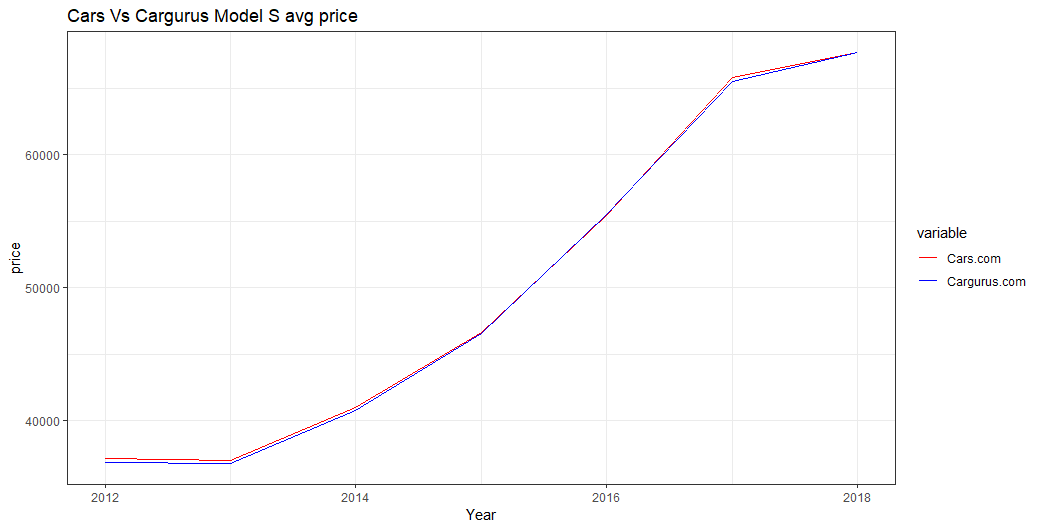 Cars Vs Cargurus Model S avg price
60000
50000
40000
price
2012 2014 2016 2018
Year
variable
Cars.com
Cargurus.com